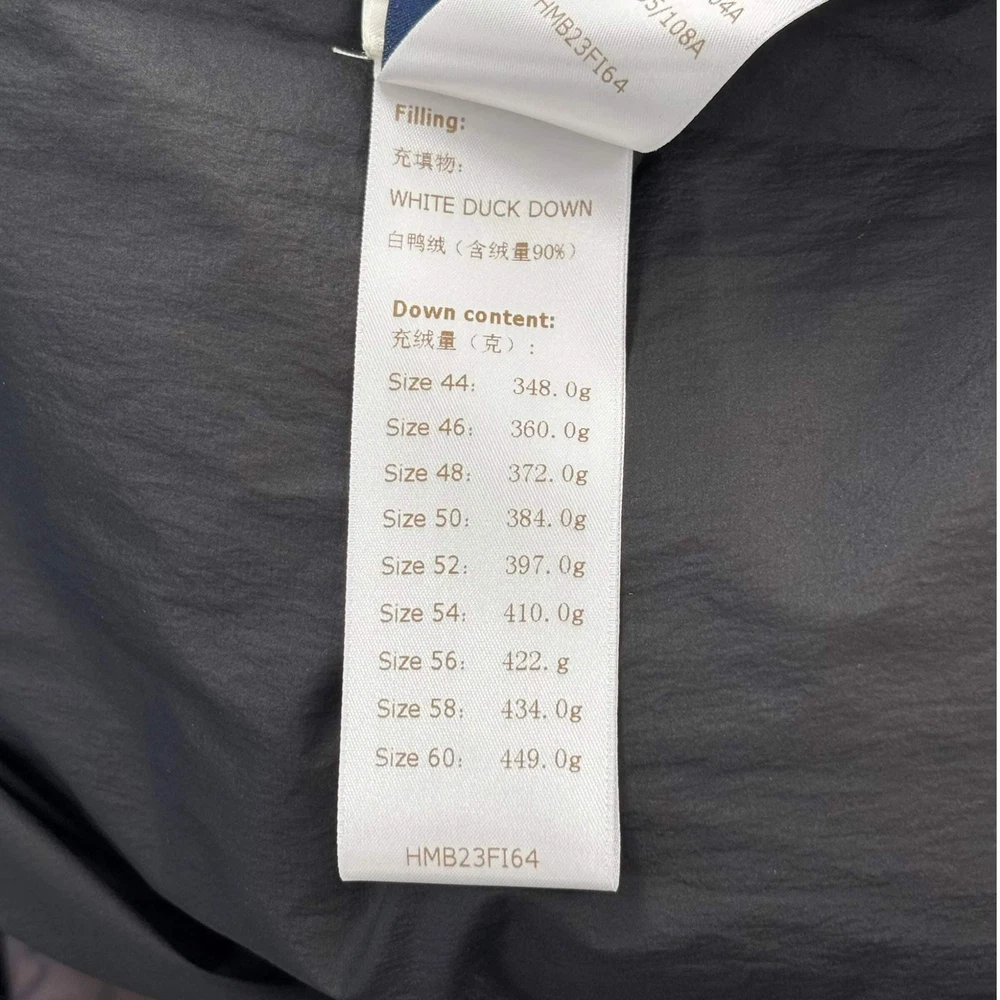 04A
5/108A
HMB23FI64
Filling:
充填物:
WHITE DUCK DOWN
白鸭绒（含绒量90%）
Down content:
充绒量（克）:
Size 44: 348.0g
Size 46: 360.0g
Size 48: 372.0g
Size 50: 384.0g
Size 52: 397.0g
Size 54: 410.0g
Size 56: 422. g
Size 58: 434.0g
Size 60: 449.0g
HMB23FI64